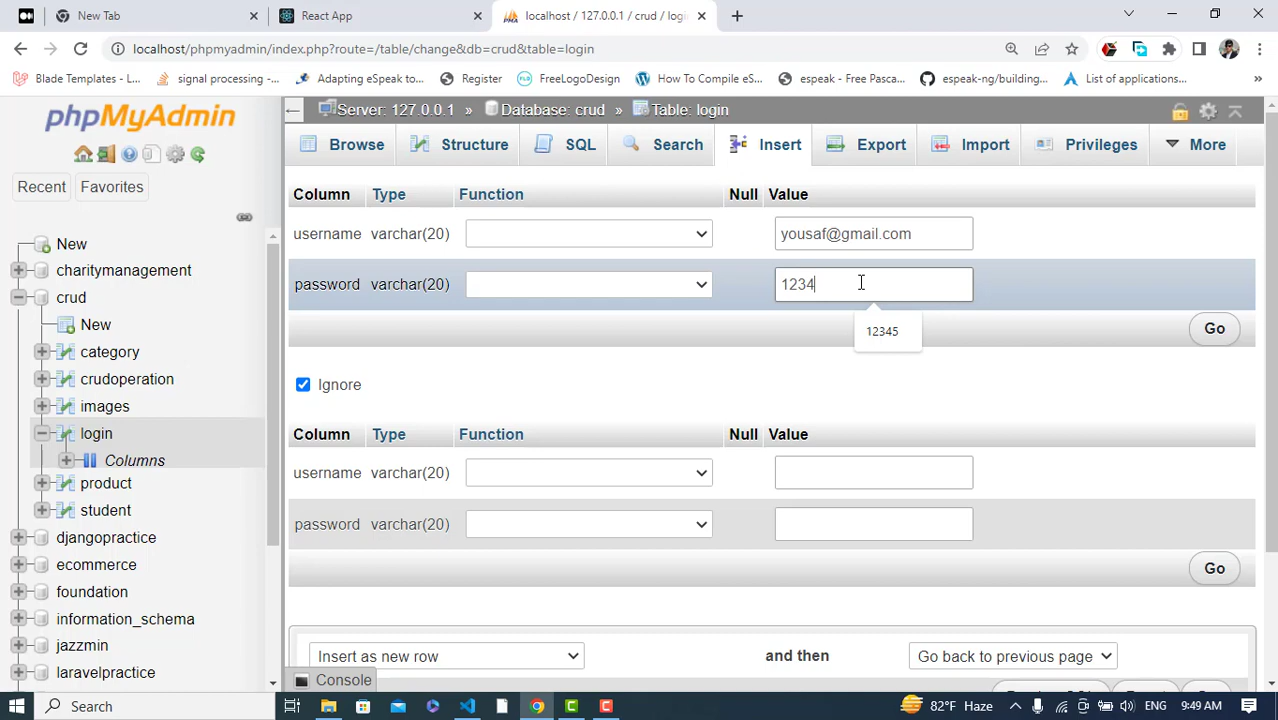 New Tab
React App
localhost / 127.0.0.1 / crud / logi
localhost/phpmyadmin/index.php?route=/table/change&db=crud&table=login
Blade Templates - L...
signal processing -...
Adapting eSpeak to...
Register
FreeLogoDesign
How To Compile eS...
espeak - Free Pasca...
espeak-ng/building...
List of applications...
phpMyAdmin
Recent
Favorites
New
charitymanagement
crud
New
category
crudoperation
images
login
Columns
product
student
djangopractice
ecommerce
foundation
information_schema
jazzmin
laravelpractice
Server: 127.0.0.1 » Database: crud » Table: login
Browse
Structure
SQL
Search
Insert
Export
Import
Privileges
More
Column Type Function Null Value
username varchar(20) yousaf@gmail.com
password varchar(20) 1234
12345
Go
Ignore
Column Type Function Null Value
username varchar(20)
password varchar(20)
Go
Insert as new row and then Go back to previous page
Console
Search
82°F Haze
9:49 AM